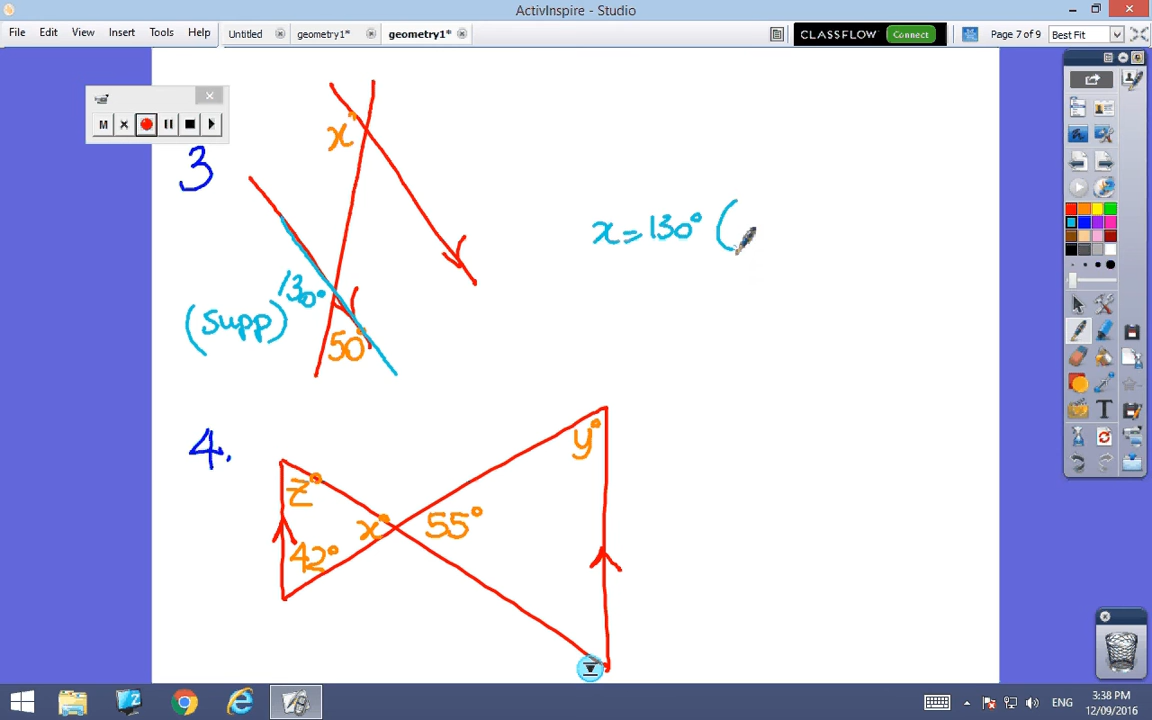 ActivInspire - Studio
File Edit View Insert Tools Help
Untitled geometry1* geometry1*
CLASSFLOW Connect
Page 7 of 9 Best Fit
M
3
x°
130°
(supp)
50°
x = 130° (
4.
z°
42°
x°
55°
y°
T
ENG
3:38 PM
12/09/2016